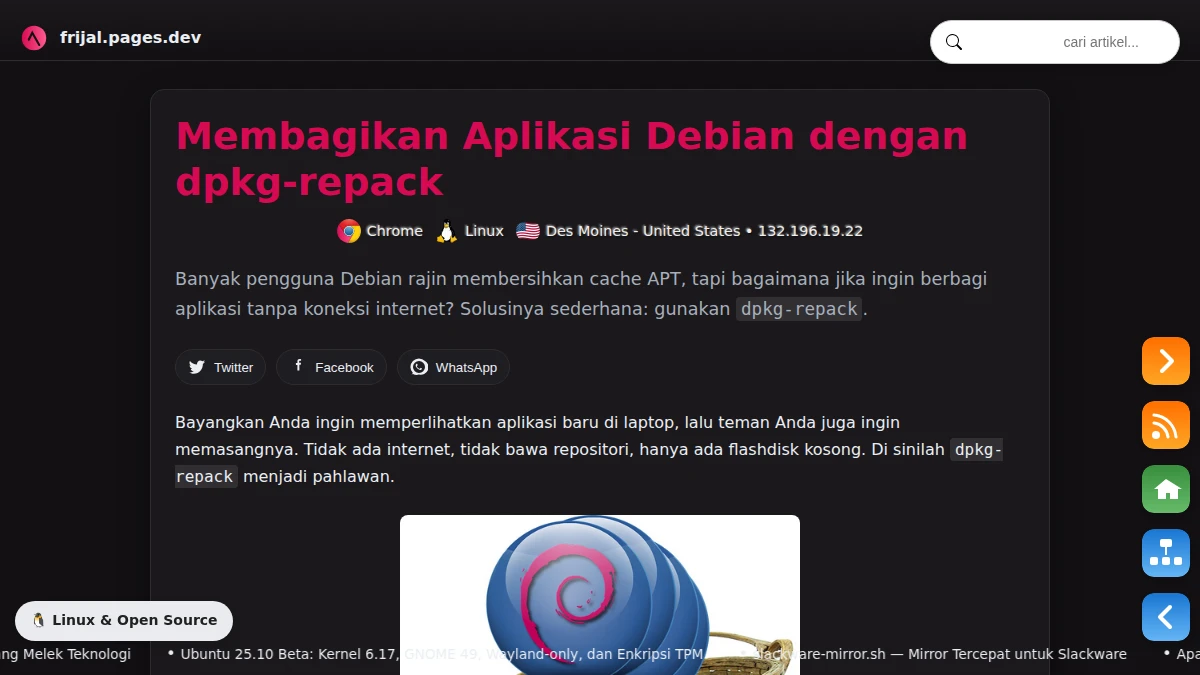 frijal.pages.dev
cari artikel...
Membagikan Aplikasi Debian dengan
dpkg-repack
Chrome Linux Des Moines - United States • 132.196.19.22
Banyak pengguna Debian rajin membersihkan cache APT, tapi bagaimana jika ingin berbagi
aplikasi tanpa koneksi internet? Solusinya sederhana: gunakan dpkg-repack.
Twitter Facebook WhatsApp
Bayangkan Anda ingin memperlihatkan aplikasi baru di laptop, lalu teman Anda juga ingin
memasangnya. Tidak ada internet, tidak bawa repositori, hanya ada flashdisk kosong. Di sinilah dpkg-
repack menjadi pahlawan.
Linux & Open Source
ng Melek Teknologi • Ubuntu 25.10 Beta: Kernel 6.17, GNOME 49, Wayland-only, dan Enkripsi TPM • Slackware-mirror.sh — Mirror Tercepat untuk Slackware • Apa